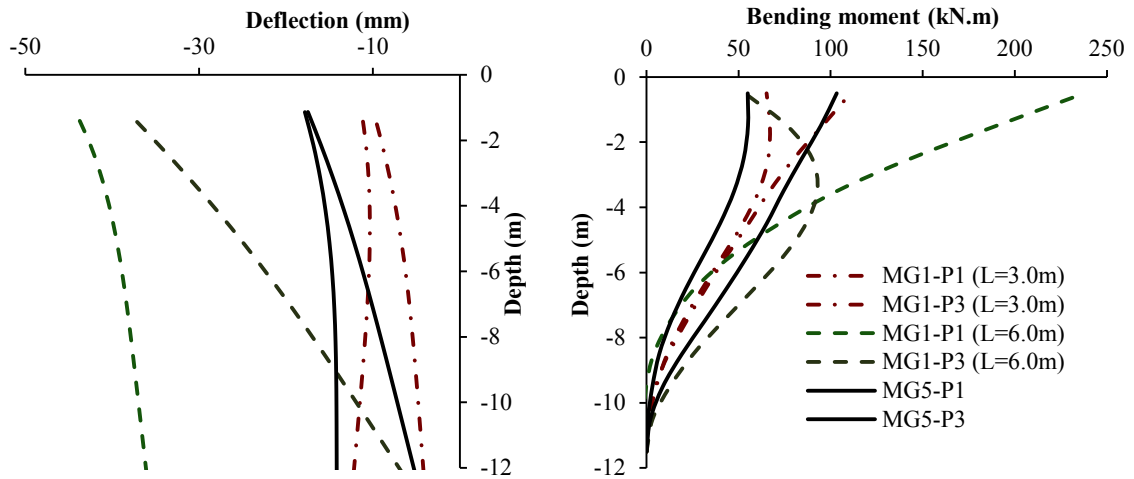 Deflection (mm)
-50
-30
-10
0
-2
-4
-6
-8
-10
-12
Depth (m)
Bending moment (kN.m)
0
50
100
150
200
250
0
-2
-4
-6
-8
-10
-12
Depth (m)
MG1-P1 (L=3.0m)
MG1-P3 (L=3.0m)
MG1-P1 (L=6.0m)
MG1-P3 (L=6.0m)
MG5-P1
MG5-P3